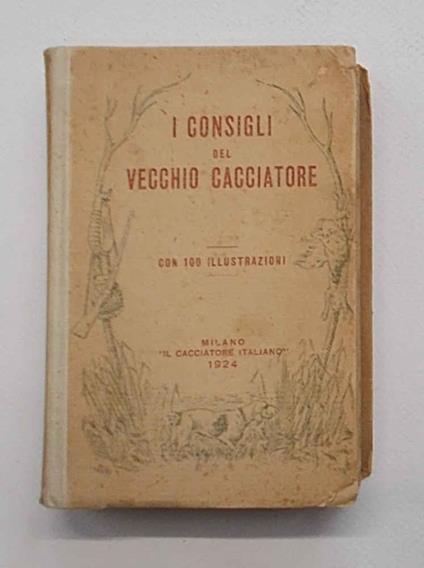 I CONSIGLI
DEL
VECCHIO CACCIATORE
CON 100 ILLUSTRAZIONI
MILANO
"IL CACCIATORE ITALIANO"
1924